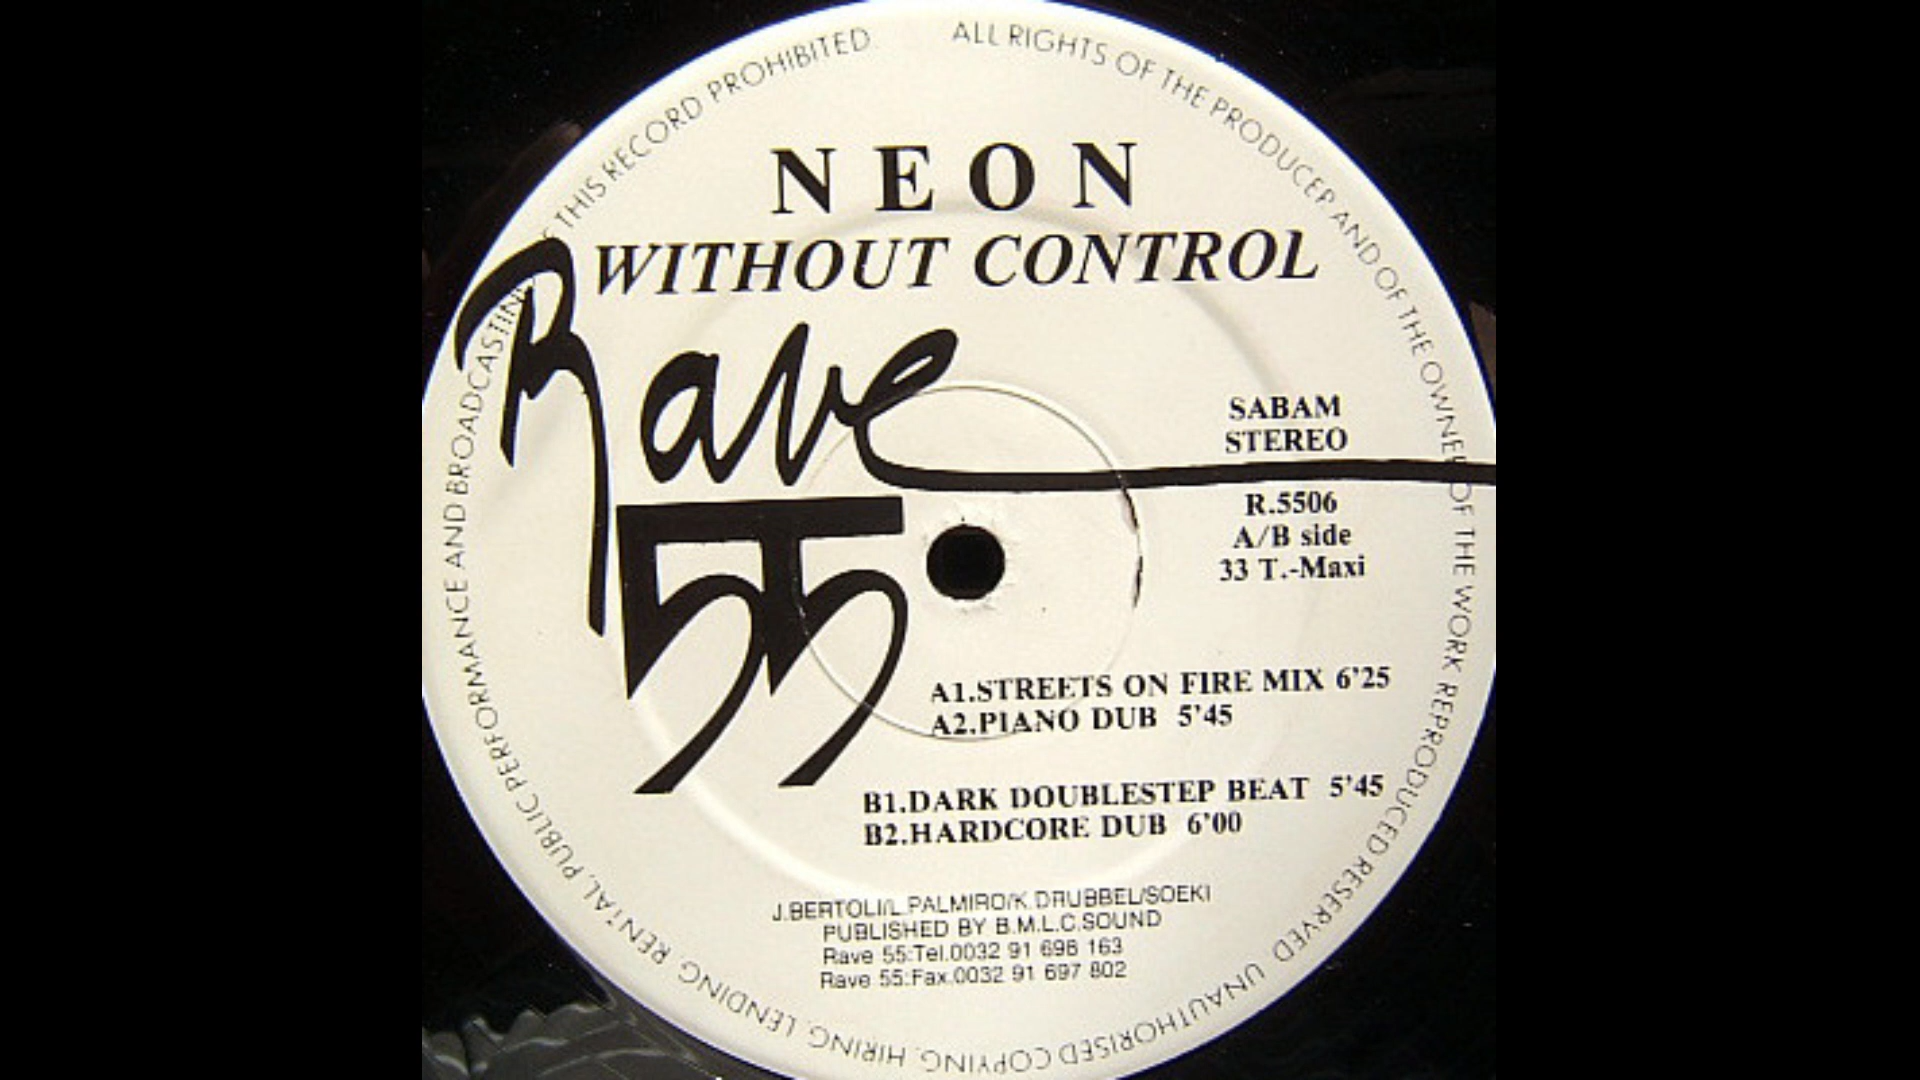 ALL RIGHTS OF THE PRODUCER AND OF THE OWNER OF THE WORK REPRODUCED RESERVED. UNAUTHORISED COPYING, HIRING, LENDING, RENTAL, PUBLIC PERFORMANCE AND BROADCASTING OF THIS RECORD PROHIBITED.
NEON
WITHOUT CONTROL
Rave
55
SABAM
STEREO
R.5506
A/B side
33 T.-Maxi
A1.STREETS ON FIRE MIX 6'25
A2.PIANO DUB 5'45
B1.DARK DOUBLESTEP BEAT 5'45
B2.HARDCORE DUB 6'00
J.BERTOLI/L.PALMIRO/K.DRUBBEL/SOEKI
PUBLISHED BY B.M.L.C.SOUND
Rave 55:Tel.0032 91 698 163
Rave 55:Fax.0032 91 697 802